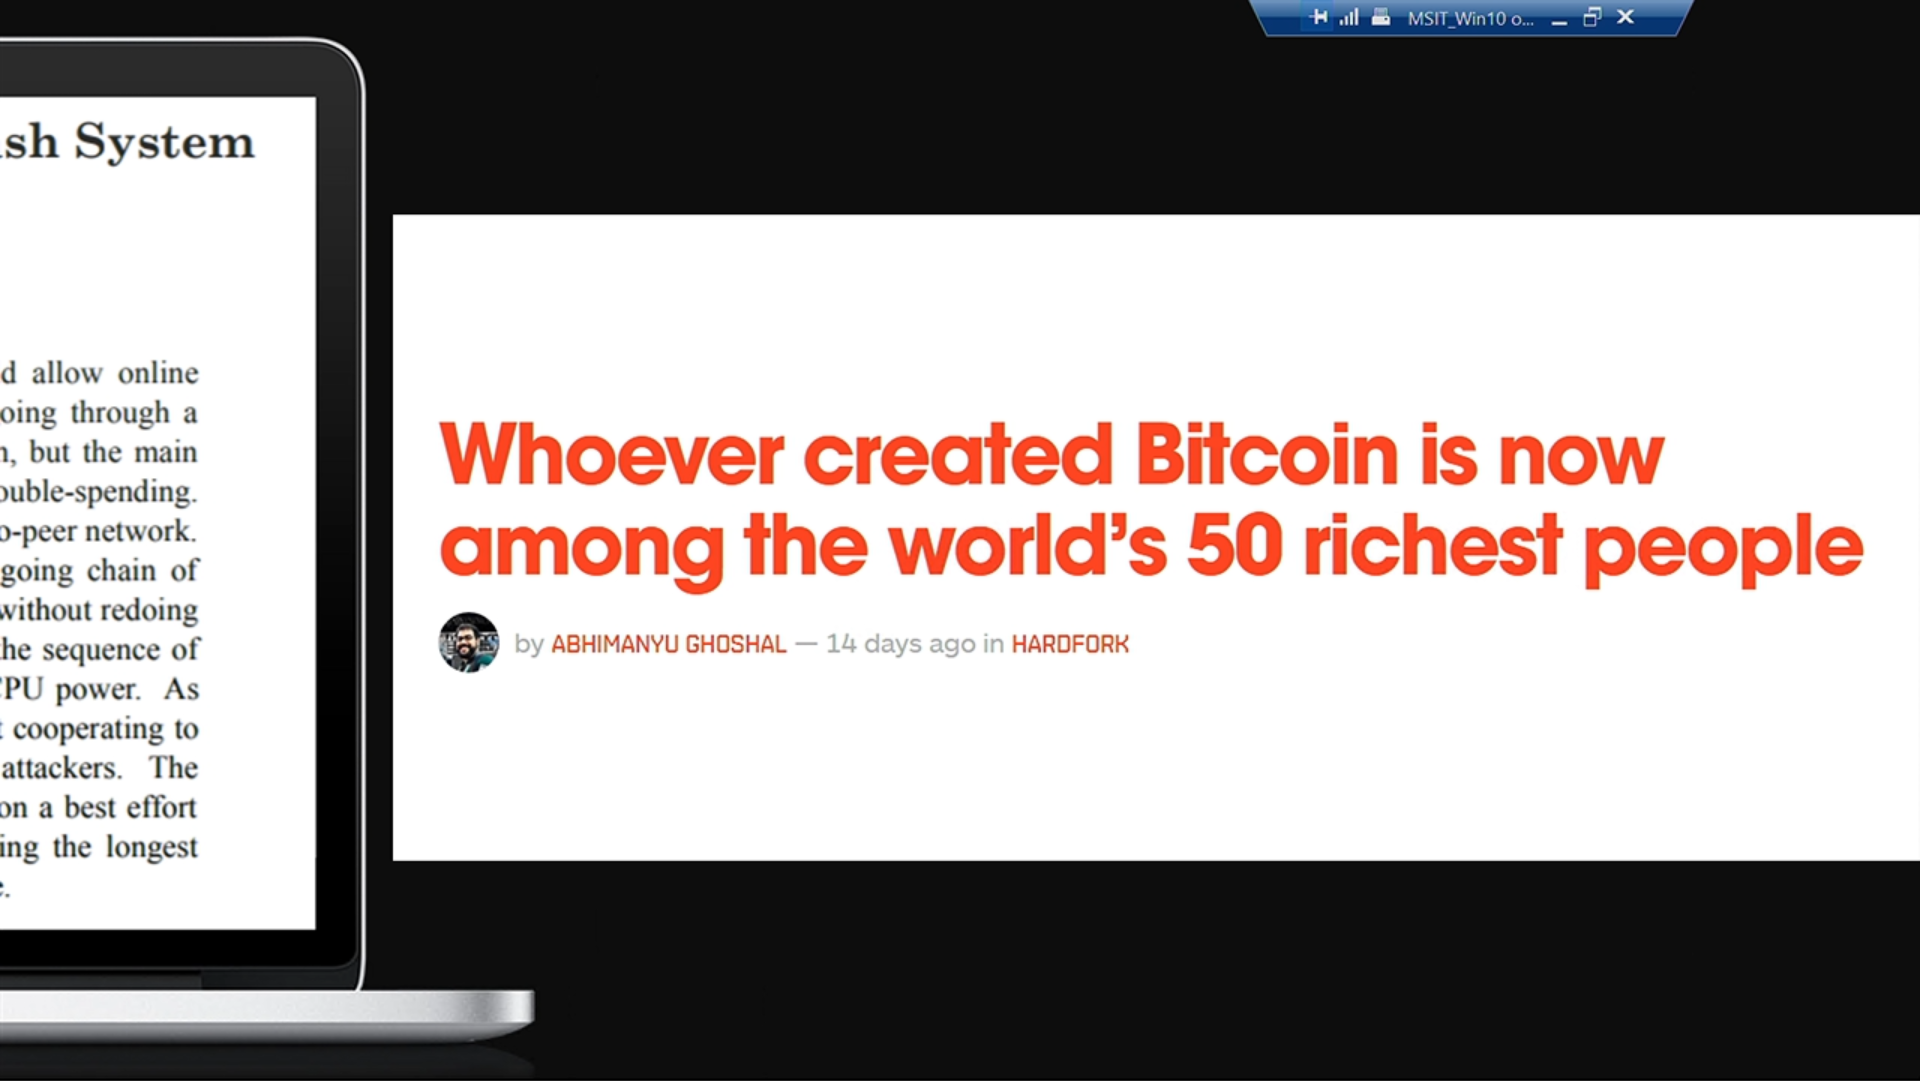 MSIT_Win10 o...
sh System
d allow online
oing through a
, but the main
ouble-spending.
o-peer network.
going chain of
without redoing
the sequence of
CPU power. As
cooperating to
attackers. The
on a best effort
ing the longest
e.
Whoever created Bitcoin is now
among the world's 50 richest people
by ABHIMANYU GHOSHAL — 14 days ago in HARDFORK